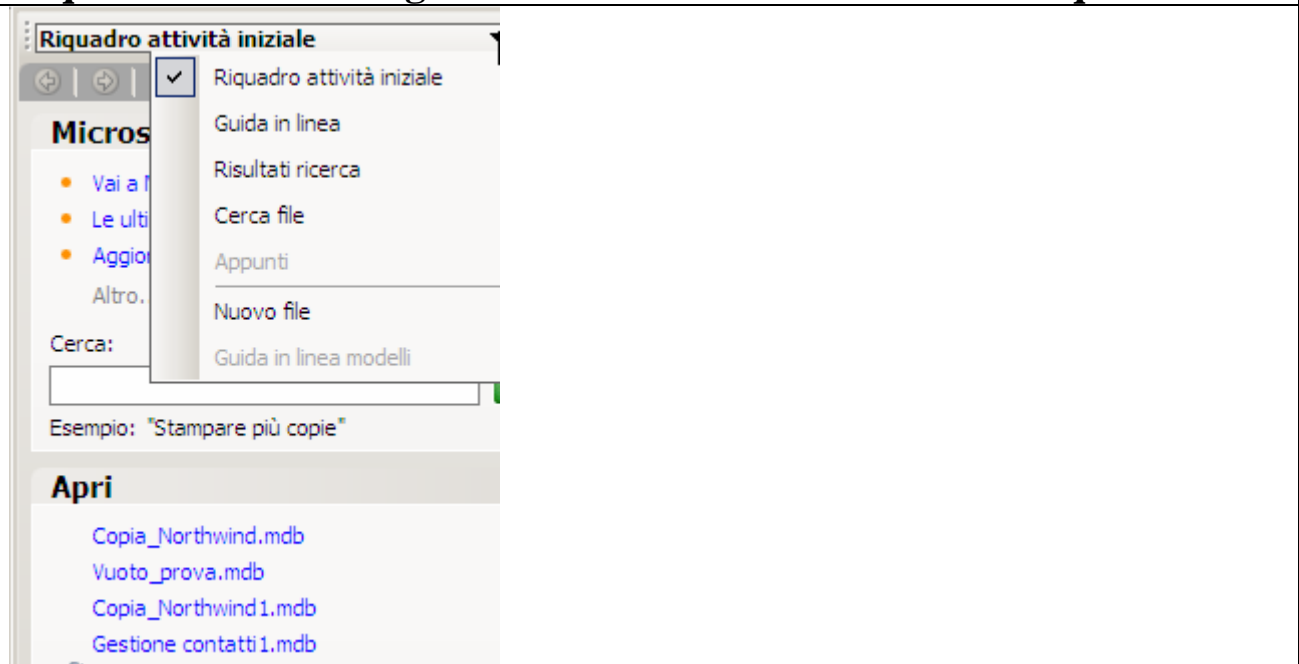 Riquadro attività iniziale
Riquadro attività iniziale
Guida in linea
Risultati ricerca
Cerca file
Appunti
Nuovo file
Guida in linea modelli
Micros
Vai a
Le ulti
Aggior
Altro.
Cerca:
Esempio: "Stampare più copie"
Apri
Copia_Northwind.mdb
Vuoto_prova.mdb
Copia_Northwind1.mdb
Gestione contatti1.mdb